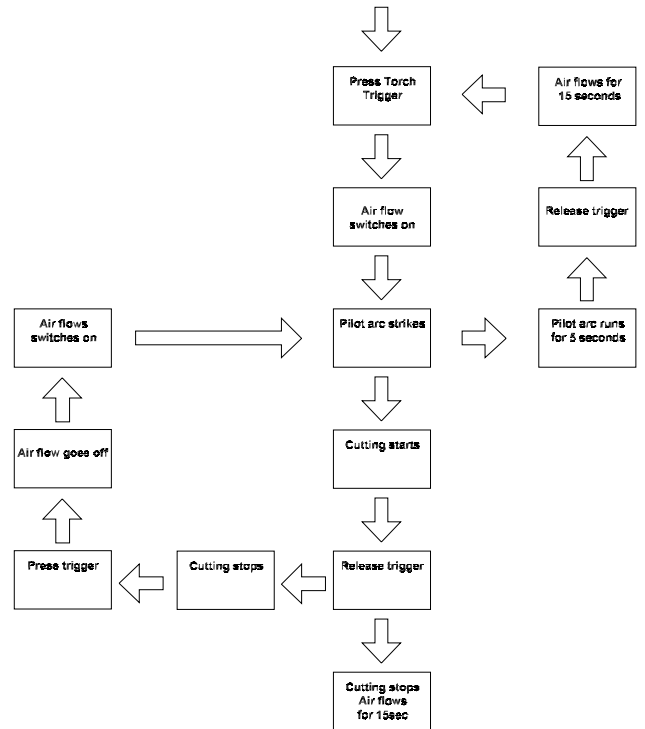 Press Torch
Trigger
Air flows for
15 seconds
Air flow
switches on
Release trigger
Air flows
switches on
Pilot arc strikes
Pilot arc runs
for 5 seconds
Air flow goes off
Cutting starts
Press trigger
Cutting stops
Release trigger
Cutting stops
Air flows
for 15sec